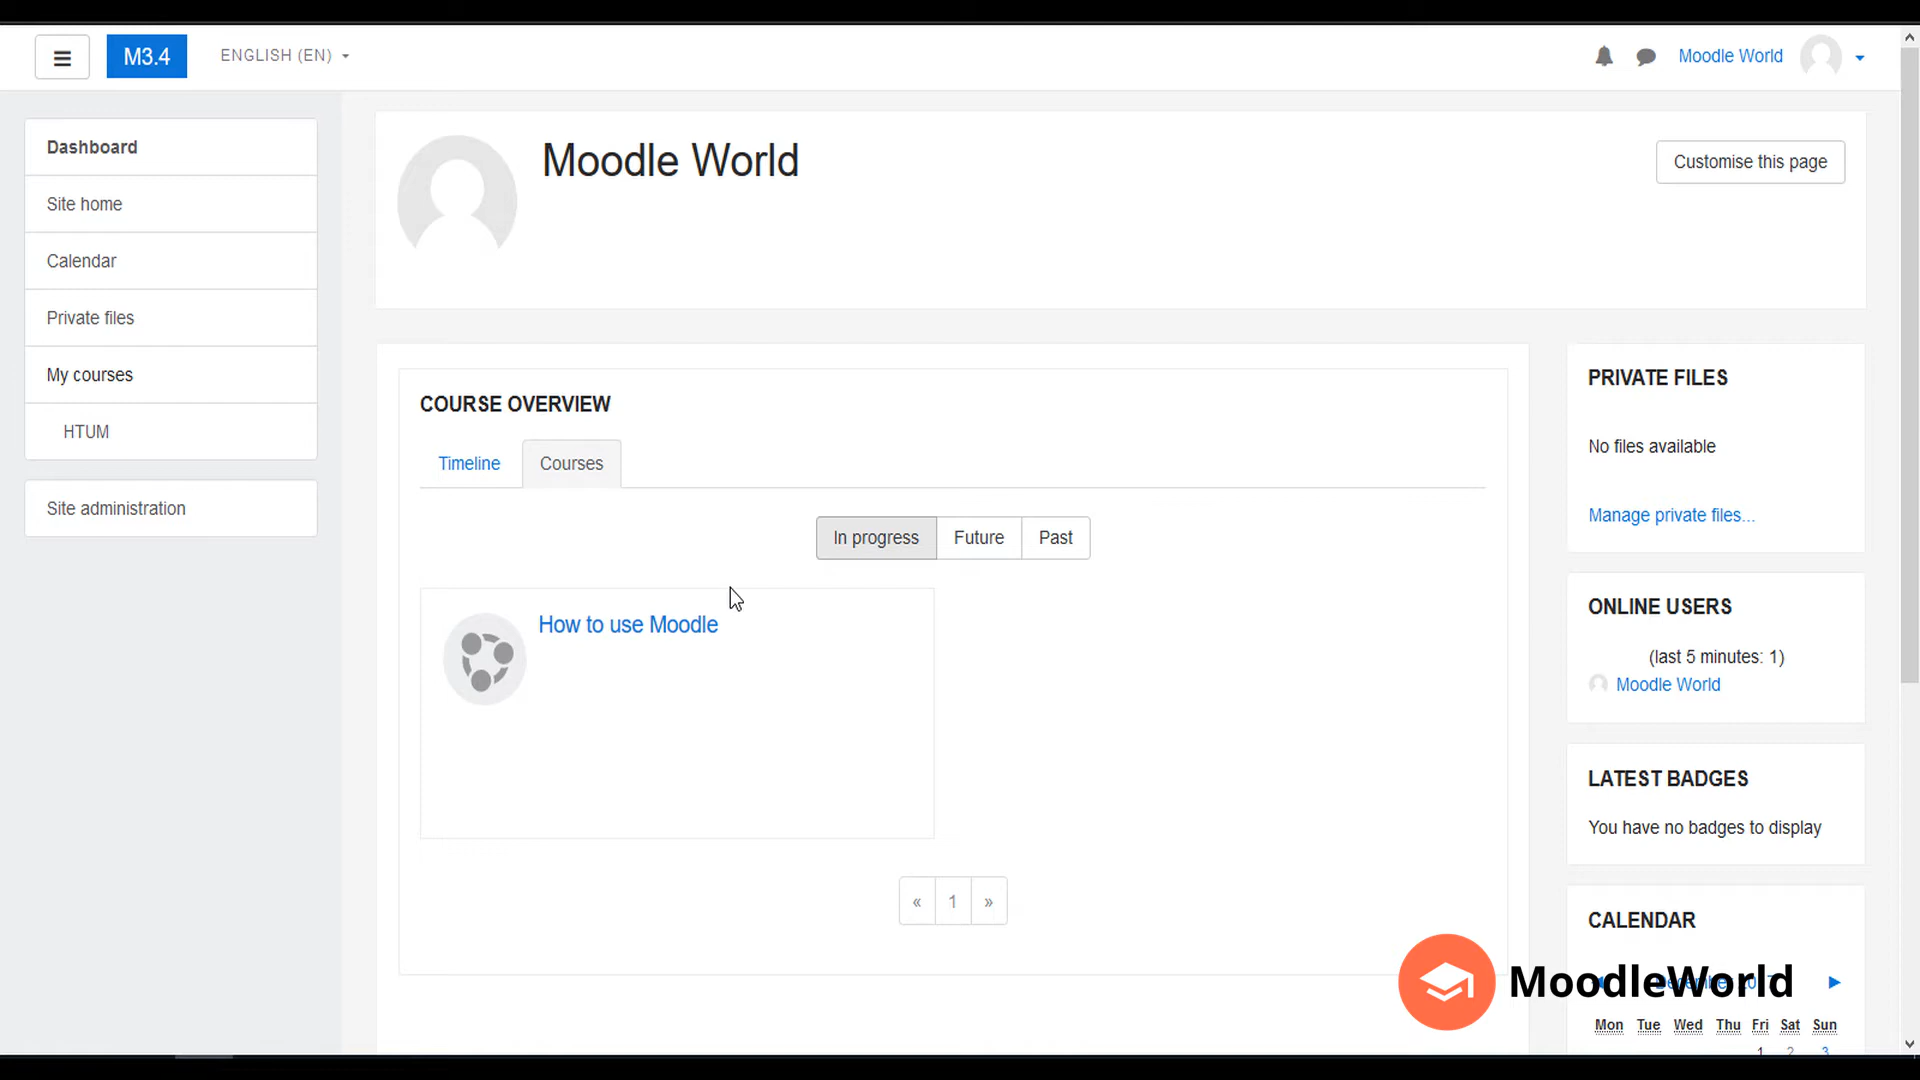 M3.4
ENGLISH (EN)
Moodle World
Dashboard
Site home
Calendar
Private files
My courses
HTUM
Site administration
Moodle World
Customise this page
COURSE OVERVIEW
Timeline Courses
In progress Future Past
How to use Moodle
« 1 »
PRIVATE FILES
No files available
Manage private files...
ONLINE USERS
(last 5 minutes: 1)
Moodle World
LATEST BADGES
You have no badges to display
CALENDAR
MoodleWorld
Mon Tue Wed Thu Fri Sat Sun
1 2 3